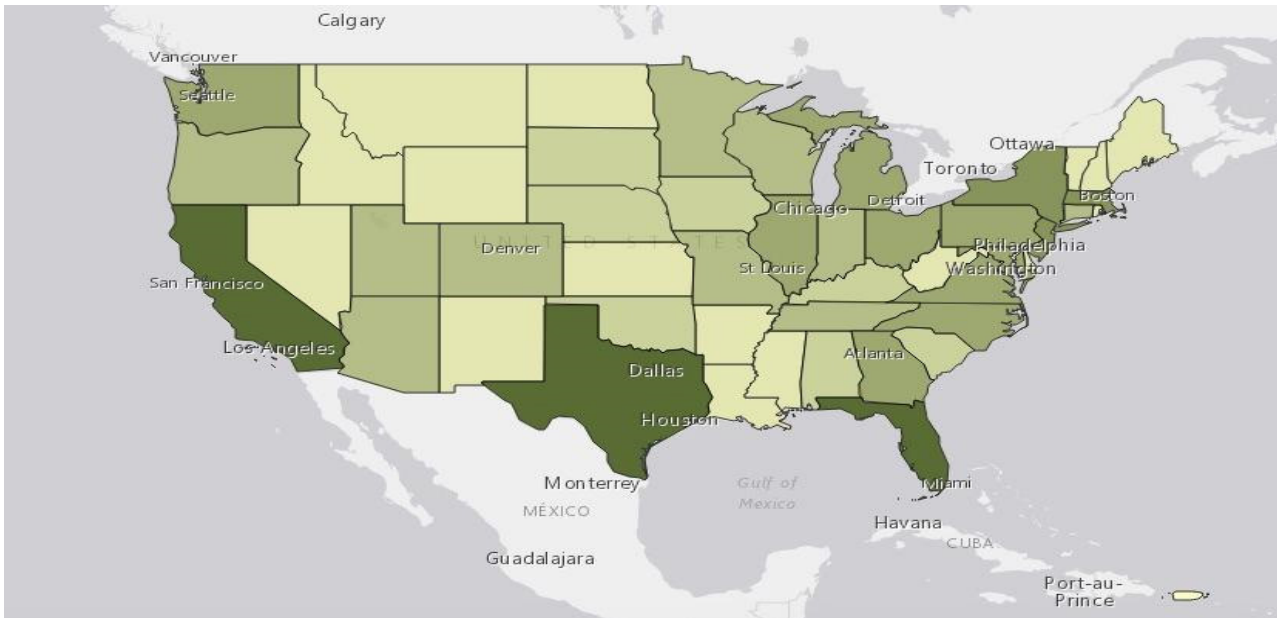 Calgary
Vancouver
Seattle
Ottawa
Toronto
Boston
Chicago
Detroit
UNITED STATES
Denver
Philadelphia
St Louis
Washington
San Francisco
Los Angeles
Atlanta
Dallas
Houston
Monterrey
Gulf of
Mexico
Miami
MÉXICO
Havana
CUBA
Guadalajara
Port-au-
Prince